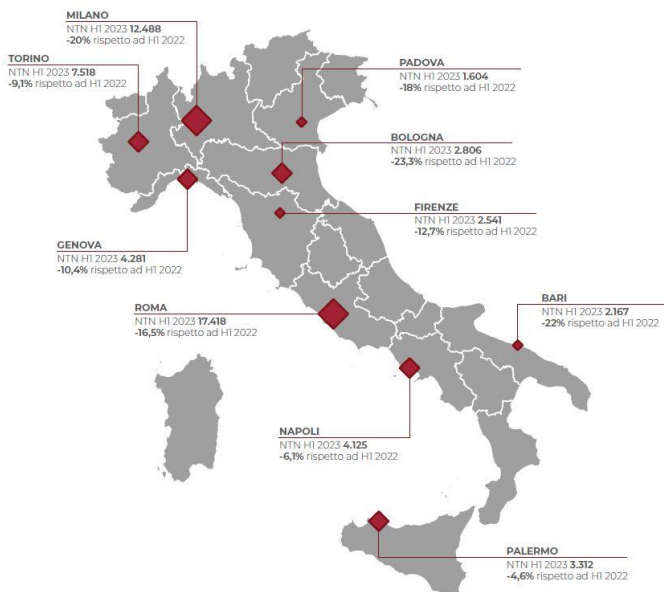 MILANO
NTN H1 2023 12.488
-20% rispetto ad H1 2022
TORINO
NTN H1 2023 7.518
-9,1% rispetto ad H1 2022
PADOVA
NTN H1 2023 1.604
-18% rispetto ad H1 2022
BOLOGNA
NTN H1 2023 2.806
-23,3% rispetto ad H1 2022
FIRENZE
NTN H1 2023 2.541
-12,7% rispetto ad H1 2022
GENOVA
NTN H1 2023 4.281
-10,4% rispetto ad H1 2022
BARI
NTN H1 2023 2.167
-22% rispetto ad H1 2022
ROMA
NTN H1 2023 17.418
-16,5% rispetto ad H1 2022
NAPOLI
NTN H1 2023 4.125
-6,1% rispetto ad H1 2022
PALERMO
NTN H1 2023 3.312
-4,6% rispetto ad H1 2022